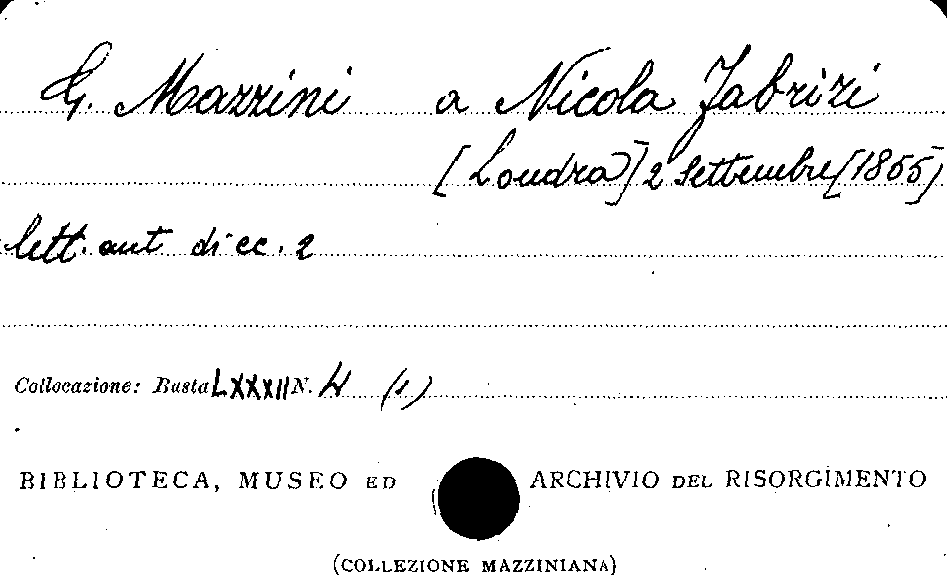 G. Mazzini a Nicola Fabrizi
[Londra] 2 Settembre [1855]
lett. aut di cc. 2
Collocazione: Busta LXXXII N. 4 (1)
BIBLIOTECA, MUSEO ED ARCHIVIO DEL RISORGIMENTO
(COLLEZIONE MAZZINIANA)